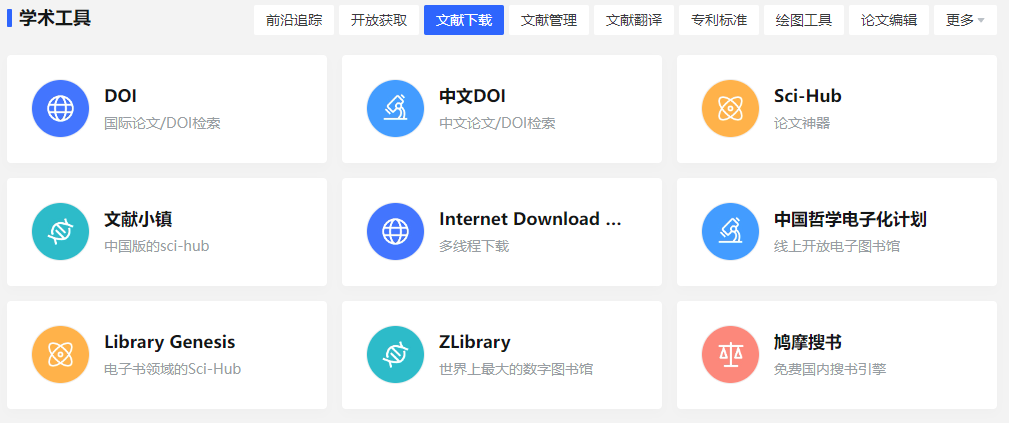 学术工具
前沿追踪 开放获取 文献下载 文献管理 文献翻译 专利标准 绘图工具 论文编辑 更多
DOI
国际论文/DOI检索
中文DOI
中文论文/DOI检索
Sci-Hub
论文神器
文献小镇
中国版的sci-hub
Internet Download ...
多线程下载
中国哲学电子化计划
线上开放电子图书馆
Library Genesis
电子书领域的Sci-Hub
ZLibrary
世界上最大的数字图书馆
鸠摩搜书
免费国内搜书引擎